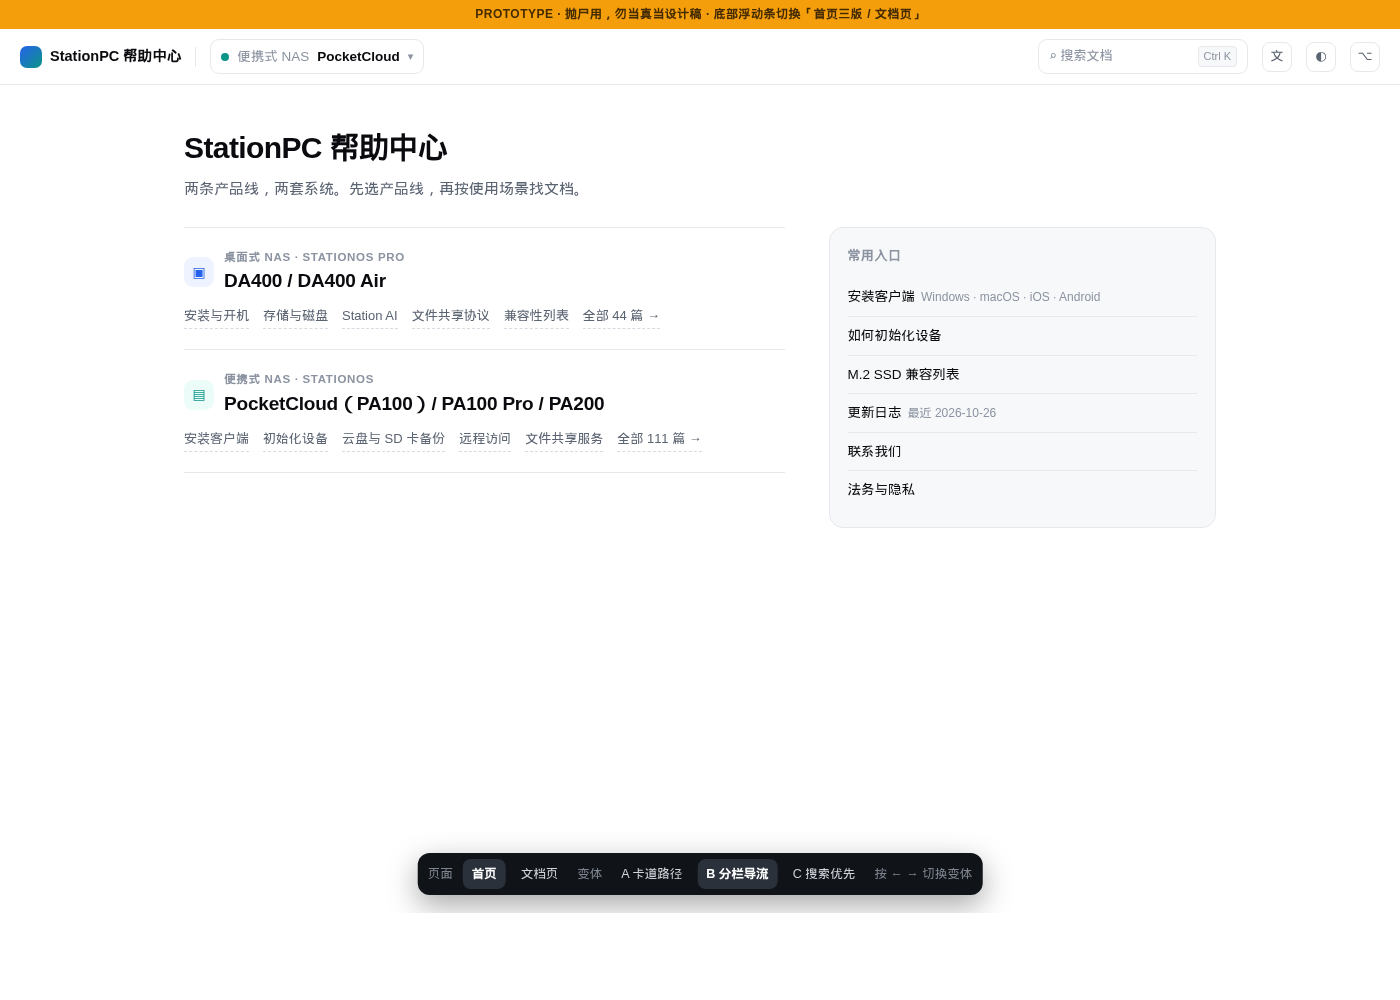 PROTOTYPE · 抛尸用，勿当真当设计稿 · 底部浮动条切换「首页三版 / 文档页」
StationPC 帮助中心
便携式 NAS PocketCloud ▾
搜索文档 Ctrl K
文
StationPC 帮助中心
两条产品线，两套系统。先选产品线，再按使用场景找文档。
桌面式 NAS · STATIONOS PRO
DA400 / DA400 Air
安装与开机 存储与磁盘 Station AI 文件共享协议 兼容性列表 全部 44 篇 →
便携式 NAS · STATIONOS
PocketCloud（PA100）/ PA100 Pro / PA200
安装客户端 初始化设备 云盘与 SD 卡备份 远程访问 文件共享服务 全部 111 篇 →
常用入口
安装客户端 Windows · macOS · iOS · Android
如何初始化设备
M.2 SSD 兼容列表
更新日志 最近 2026-10-26
联系我们
法务与隐私
页面 首页 文档页 变体 A 卡道路径 B 分栏导流 C 搜索优先 按 ← → 切换变体